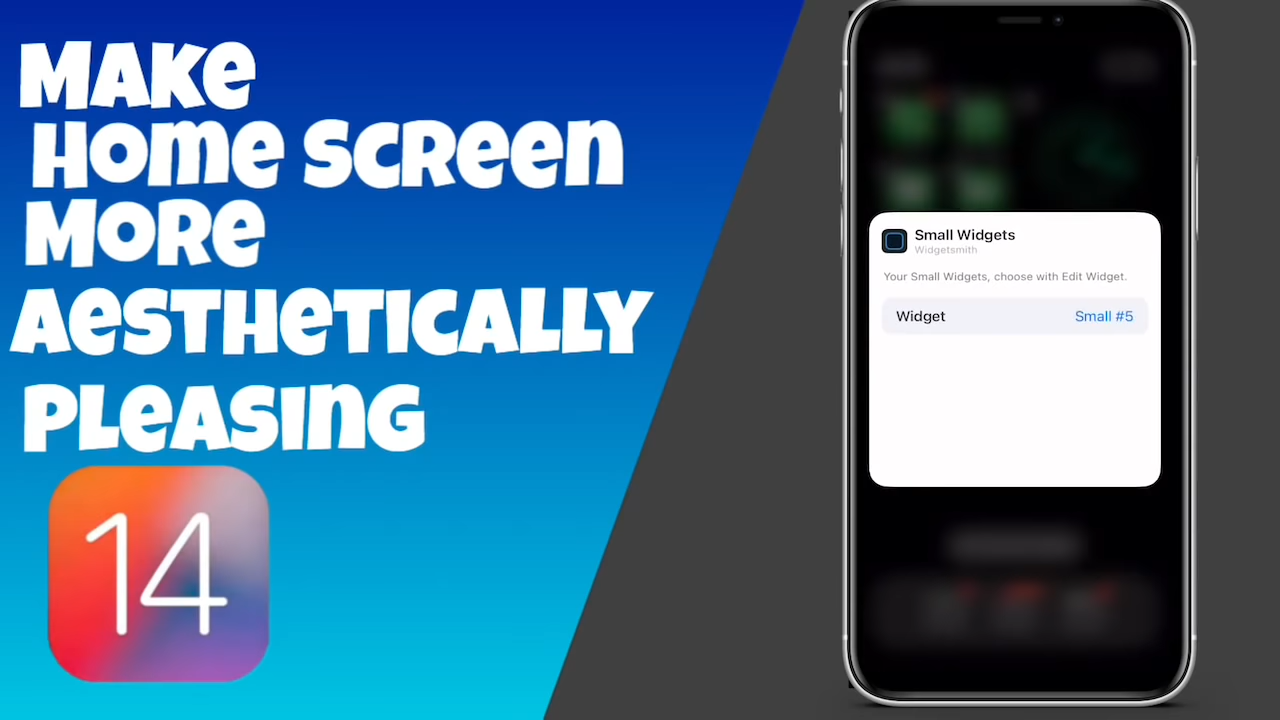 Make
Home Screen
More
Aesthetically
Pleasing
14
Small Widgets
Widgetsmith
Your Small Widgets, choose with Edit Widget.
Widget Small #5